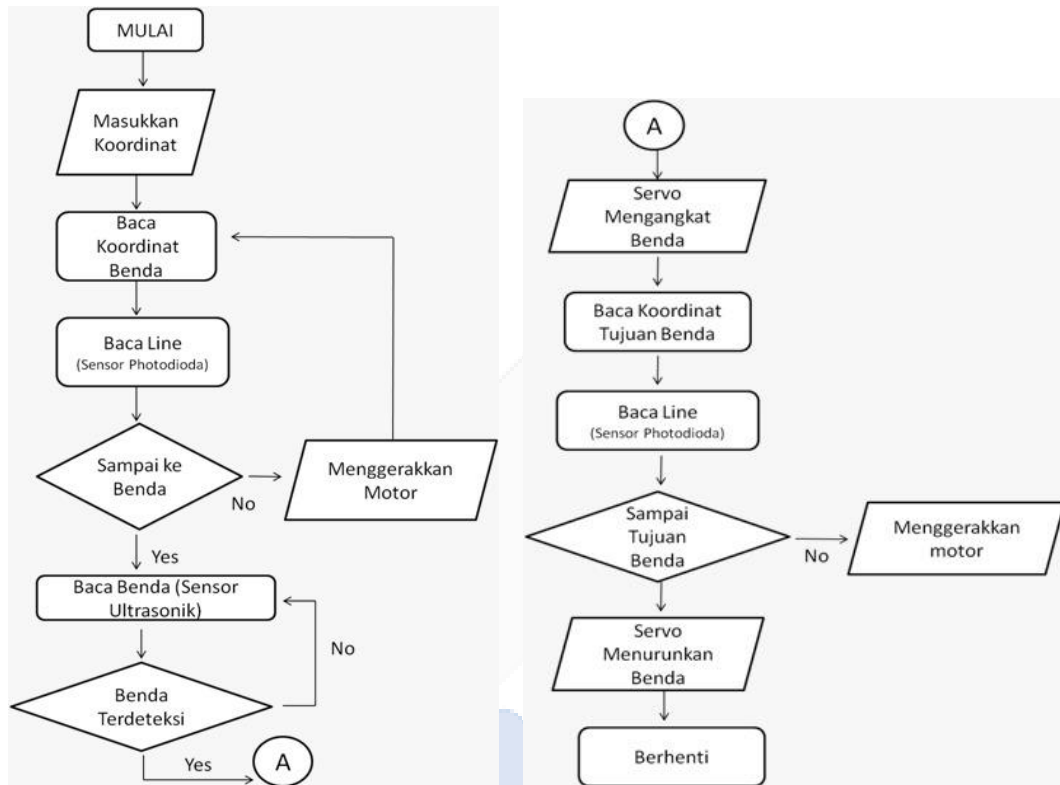 MULAI
Masukkan
Koordinat
Baca
Koordinat
Benda
Baca Line
(Sensor Photodioda)
Sampai ke
Benda
No
Menggerakkan
Motor
Yes
Baca Benda (Sensor
Ultrasonik)
No
Benda
Terdeteksi
Yes
A
A
Servo
Mengangkat
Benda
Baca Koordinat
Tujuan Benda
Baca Line
(Sensor Photodioda)
Sampai
Tujuan
Benda
No
Menggerakkan
motor
Servo
Menurunkan
Benda
Berhenti